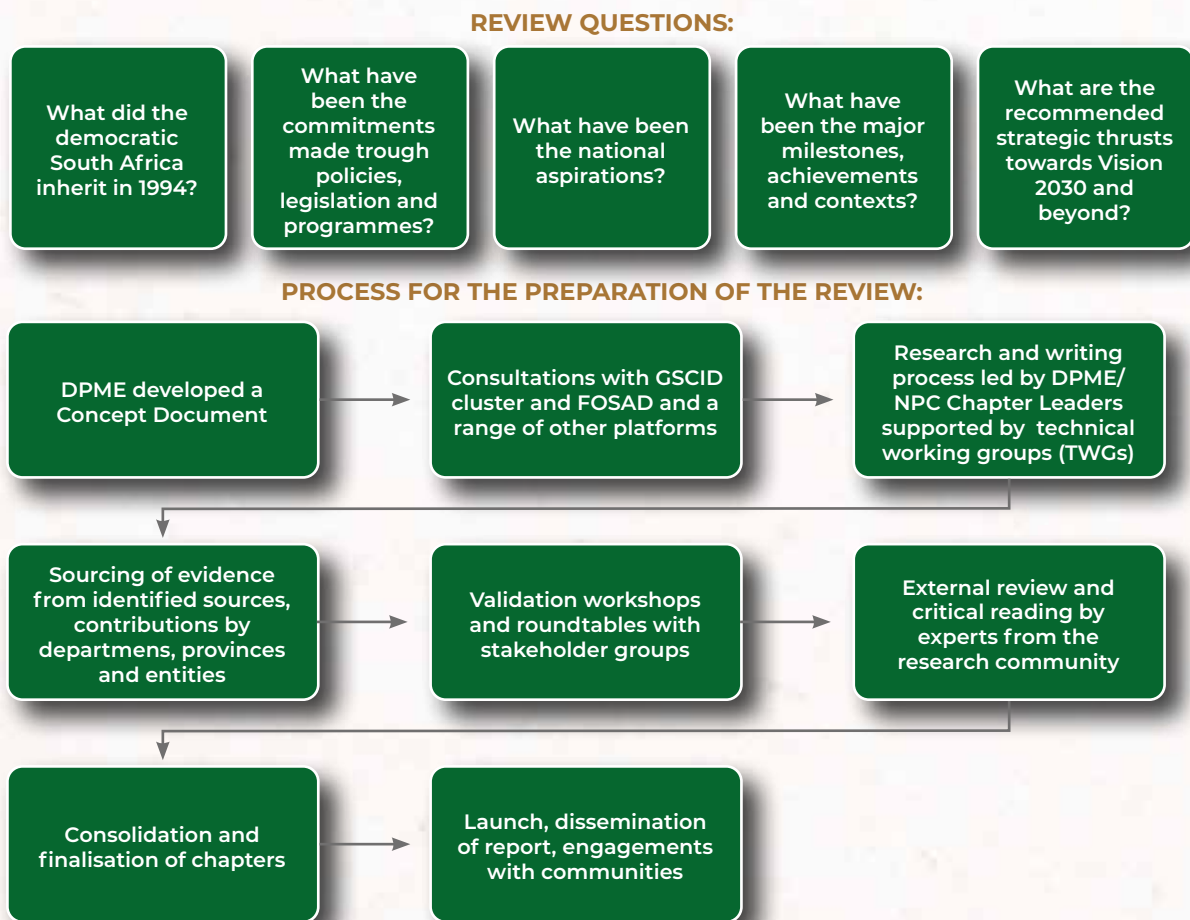 REVIEW QUESTIONS:
What did the
democratic
South Africa
inherit in 1994?
What have
been the
commitments
made trough
policies,
legislation and
programmes?
What have been
the national
aspirations?
What have
been the major
milestones,
achievements
and contexts?
What are the
recommended
strategic thrusts
towards Vision
2030 and
beyond?
PROCESS FOR THE PREPARATION OF THE REVIEW:
DPME developed a
Concept Document
Consultations with GSCID
cluster and FOSAD and a
range of other platforms
Research and writing
process led by DPME/
NPC Chapter Leaders
supported by technical
working groups (TWGs)
Sourcing of evidence
from identified sources,
contributions by
departmens, provinces
and entities
Validation workshops
and roundtables with
stakeholder groups
External review and
critical reading by
experts from the
research community
Consolidation and
finalisation of chapters
Launch, dissemination
of report, engagements
with communities